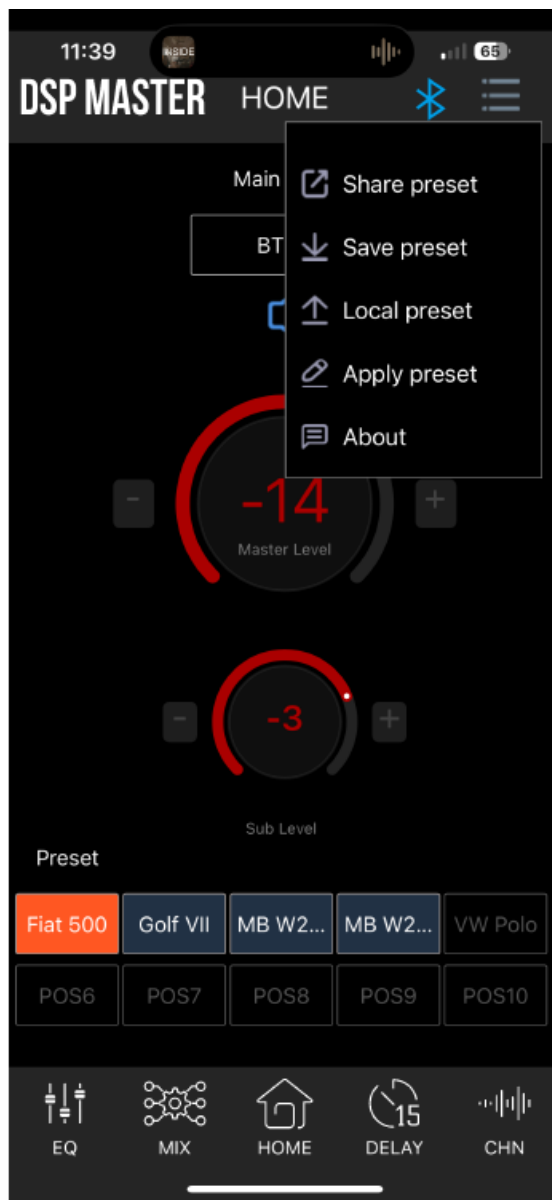 11:39
INSIDE
65
DSP MASTER HOME
Main
BT
Share preset
Save preset
Local preset
Apply preset
About
-14
Master Level
-
+
-3
-
+
Sub Level
Preset
Fiat 500 Golf VII MB W2... MB W2... VW Polo
POS6 POS7 POS8 POS9 POS10
15
EQ MIX HOME DELAY CHN